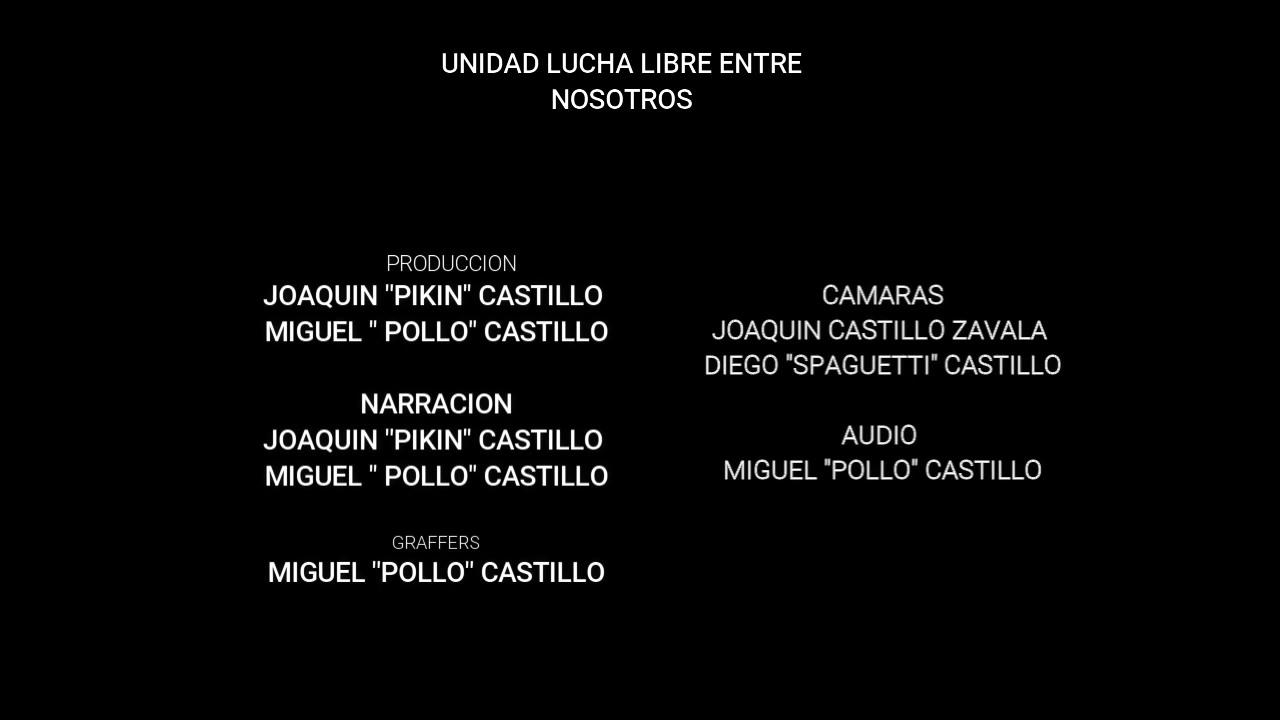 UNIDAD LUCHA LIBRE ENTRE
NOSOTROS
PRODUCCION
JOAQUIN "PIKIN" CASTILLO
MIGUEL " POLLO" CASTILLO
NARRACION
JOAQUIN "PIKIN" CASTILLO
MIGUEL " POLLO" CASTILLO
GRAFFERS
MIGUEL "POLLO" CASTILLO
CAMARAS
JOAQUIN CASTILLO ZAVALA
DIEGO "SPAGUETTI" CASTILLO
AUDIO
MIGUEL "POLLO" CASTILLO